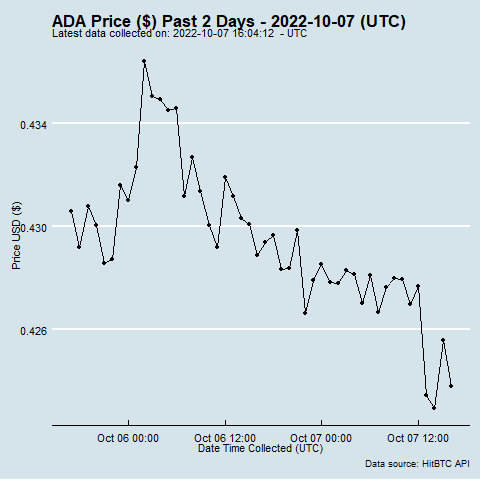 ADA Price ($) Past 2 Days - 2022-10-07 (UTC)
Latest data collected on: 2022-10-07 16:04:12 - UTC
0.434
0.430
0.426
Price USD ($)
Oct 06 00:00 Oct 06 12:00 Oct 07 00:00 Oct 07 12:00
Date Time Collected (UTC)
Data source: HitBTC API